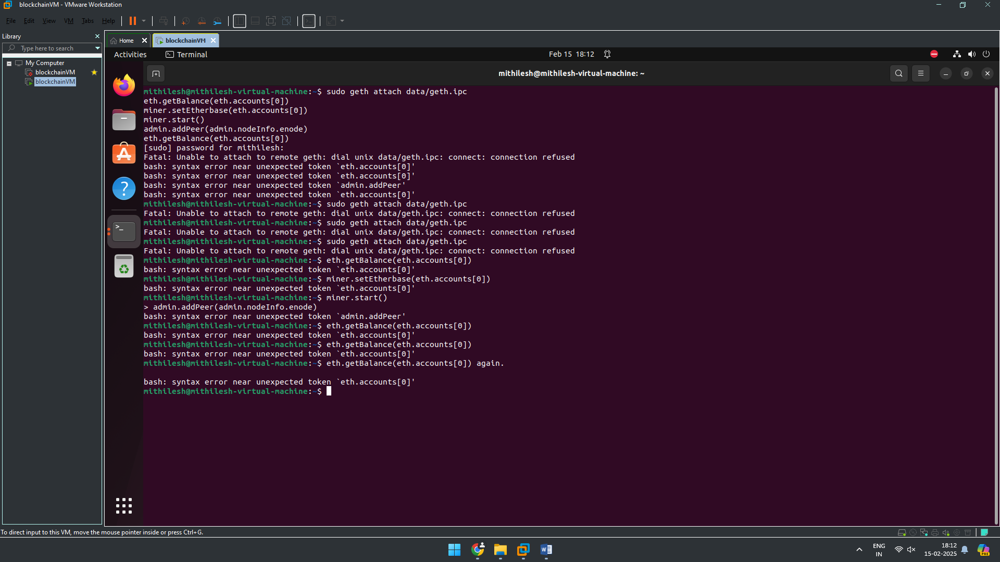 blockchainVM - VMware Workstation
File Edit View VM Tabs Help
Library
Type here to search
My Computer
blockchainVM
blockchainVM
Home
blockchainVM
Activities
Terminal
Feb 15 18:12
mithilesh@mithilesh-virtual-machine: ~
mithilesh@mithilesh-virtual-machine:~$ sudo geth attach data/geth.ipc
eth.getBalance(eth.accounts[0])
miner.setEtherbase(eth.accounts[0])
miner.start()
admin.addPeer(admin.nodeInfo.enode)
eth.getBalance(eth.accounts[0])
[sudo] password for mithilesh:
Fatal: Unable to attach to remote geth: dial unix data/geth.ipc: connect: connection refused
bash: syntax error near unexpected token `eth.accounts[0]'
bash: syntax error near unexpected token `eth.accounts[0]'
bash: syntax error near unexpected token `admin.addPeer'
bash: syntax error near unexpected token `eth.accounts[0]'
mithilesh@mithilesh-virtual-machine:~$ sudo geth attach data/geth.ipc
Fatal: Unable to attach to remote geth: dial unix data/geth.ipc: connect: connection refused
mithilesh@mithilesh-virtual-machine:~$ sudo geth attach data/geth.ipc
Fatal: Unable to attach to remote geth: dial unix data/geth.ipc: connect: connection refused
mithilesh@mithilesh-virtual-machine:~$ sudo geth attach data/geth.ipc
Fatal: Unable to attach to remote geth: dial unix data/geth.ipc: connect: connection refused
mithilesh@mithilesh-virtual-machine:~$ eth.getBalance(eth.accounts[0])
bash: syntax error near unexpected token `eth.accounts[0]'
mithilesh@mithilesh-virtual-machine:~$ miner.setEtherbase(eth.accounts[0])
bash: syntax error near unexpected token `eth.accounts[0]'
mithilesh@mithilesh-virtual-machine:~$ miner.start()
> admin.addPeer(admin.nodeInfo.enode)
bash: syntax error near unexpected token `admin.addPeer'
mithilesh@mithilesh-virtual-machine:~$ eth.getBalance(eth.accounts[0])
bash: syntax error near unexpected token `eth.accounts[0]'
mithilesh@mithilesh-virtual-machine:~$ eth.getBalance(eth.accounts[0])
bash: syntax error near unexpected token `eth.accounts[0]'
mithilesh@mithilesh-virtual-machine:~$ eth.getBalance(eth.accounts[0]) again.
bash: syntax error near unexpected token `eth.accounts[0]'
mithilesh@mithilesh-virtual-machine:~$
To direct input to this VM, move the mouse pointer inside or press Ctrl+G.
ENG
IN
18:12
15-02-2025
PRE